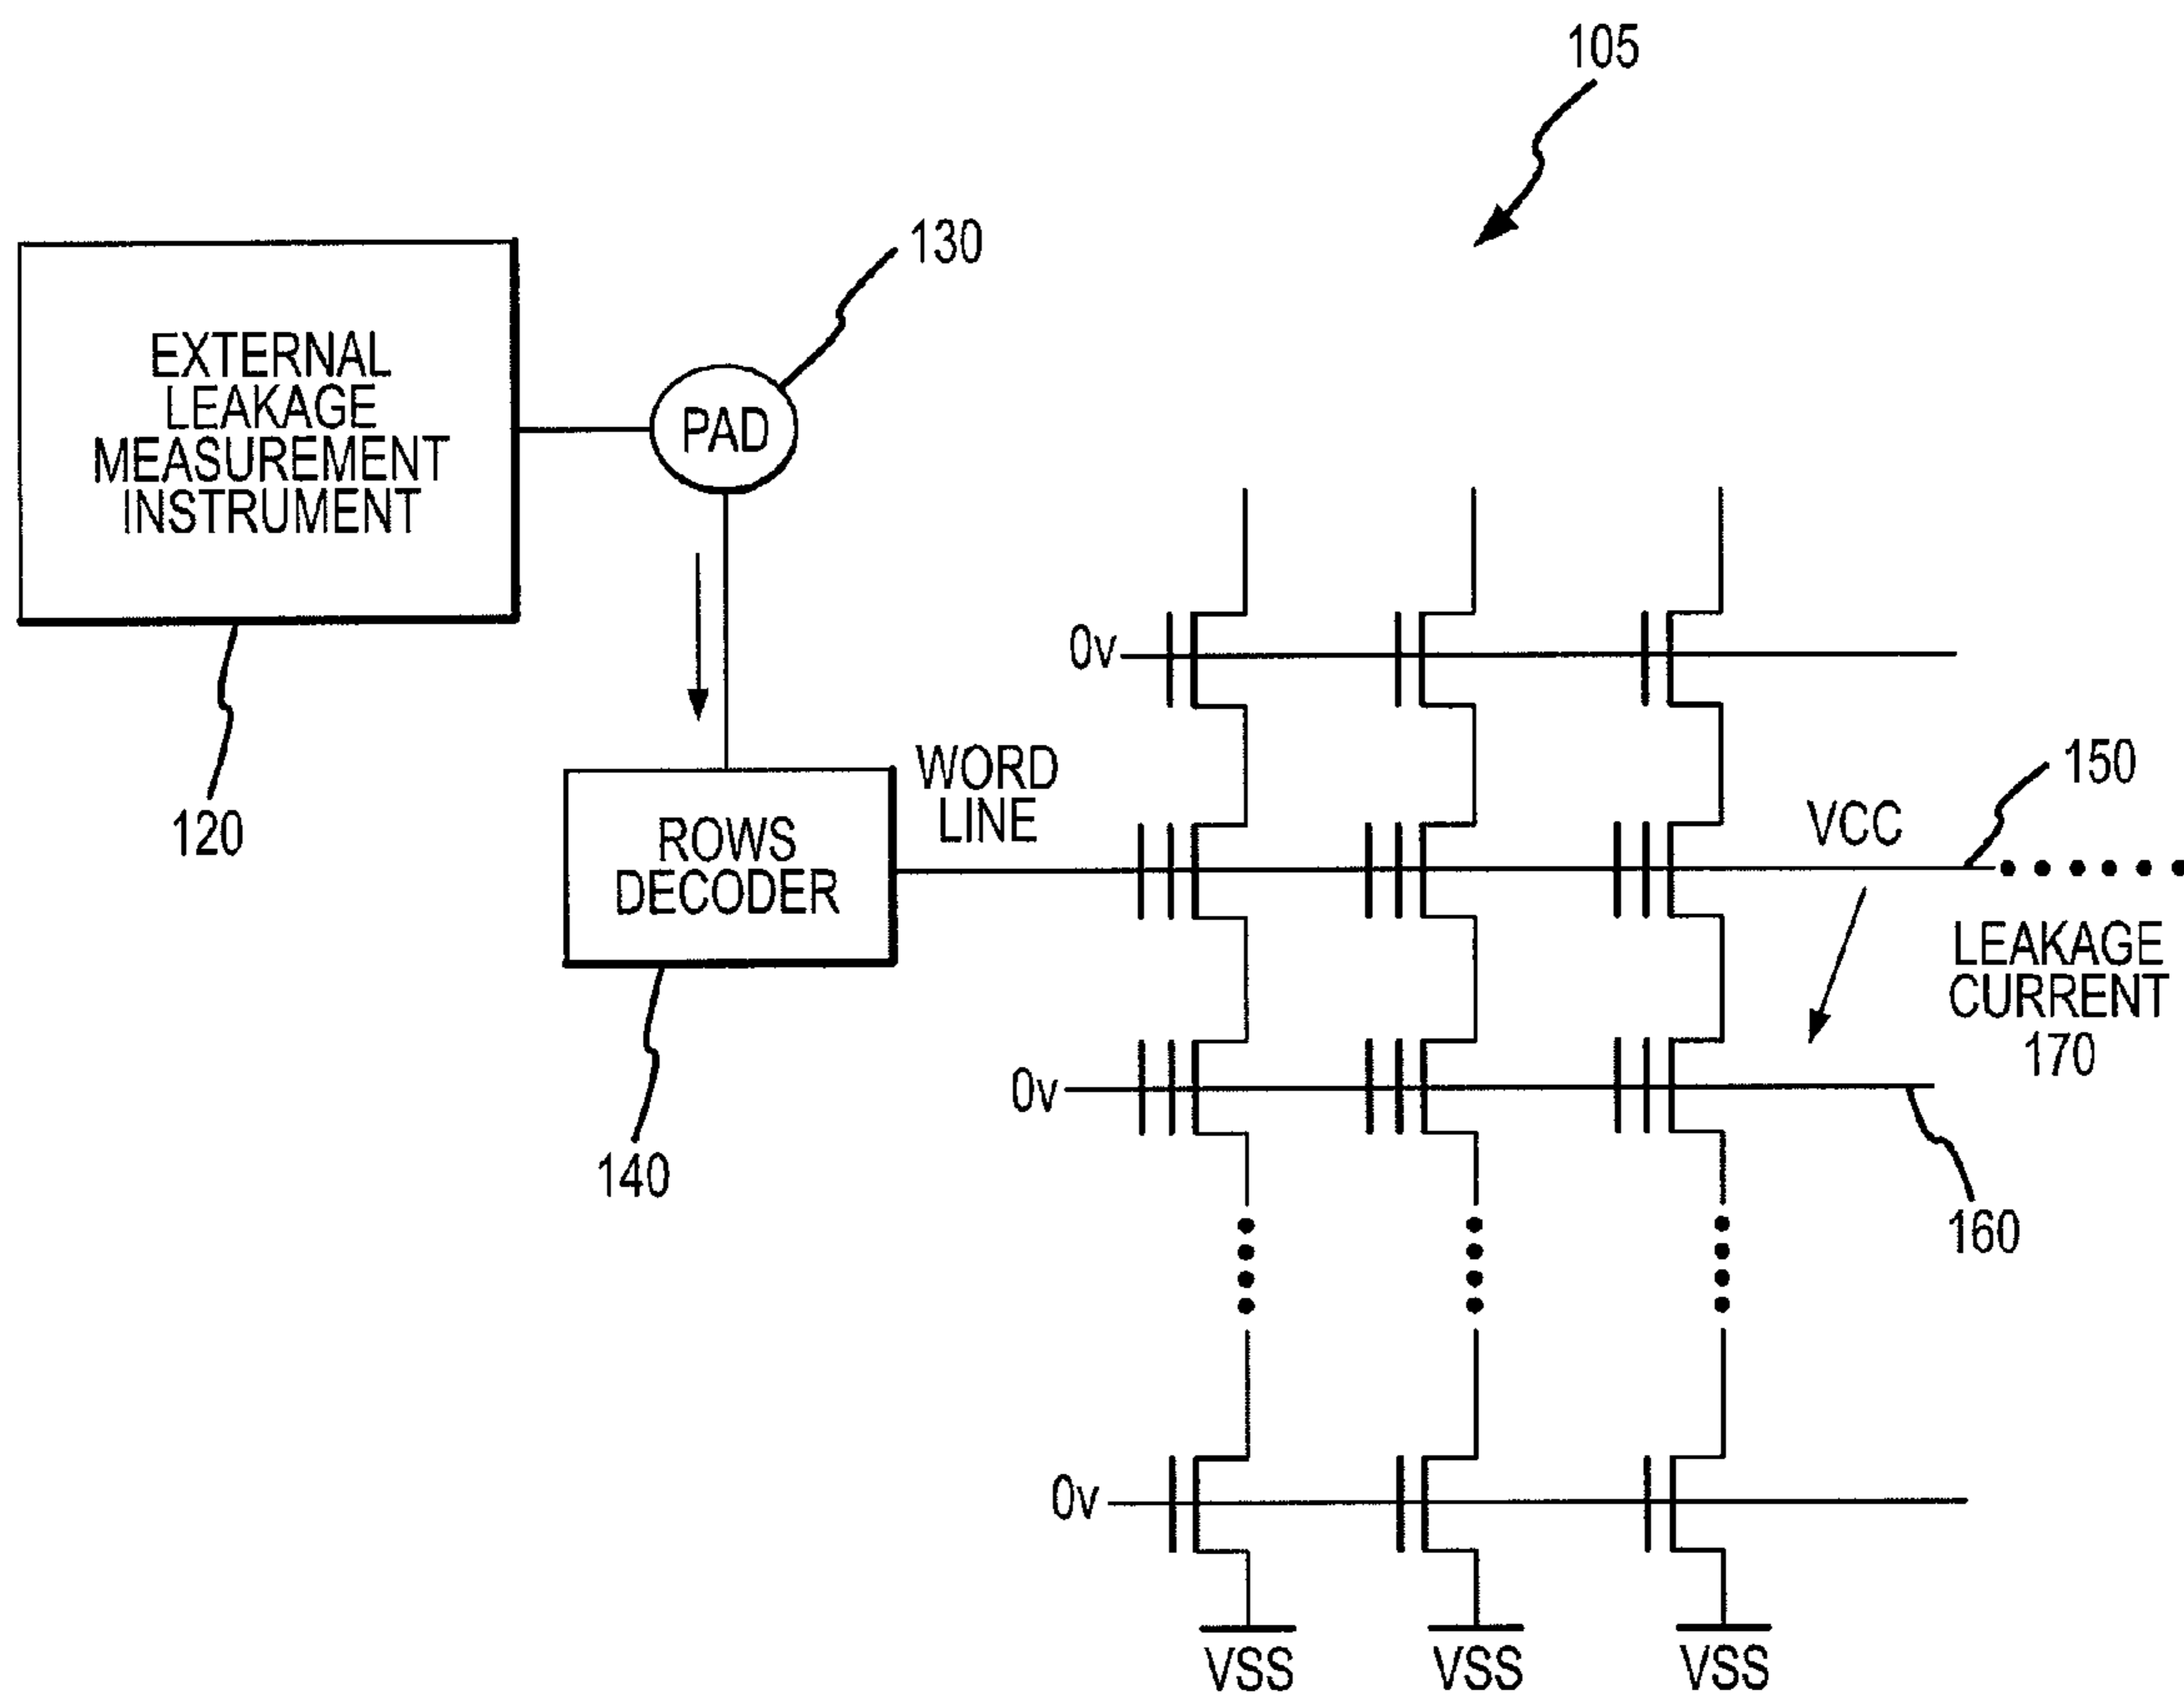 105
130
EXTERNAL
LEAKAGE
MEASUREMENT
INSTRUMENT
PAD
0v
120
WORD
LINE
150
VCC
ROWS
DECODER
LEAKAGE
CURRENT
170
0v
140
160
0v
VSS VSS VSS